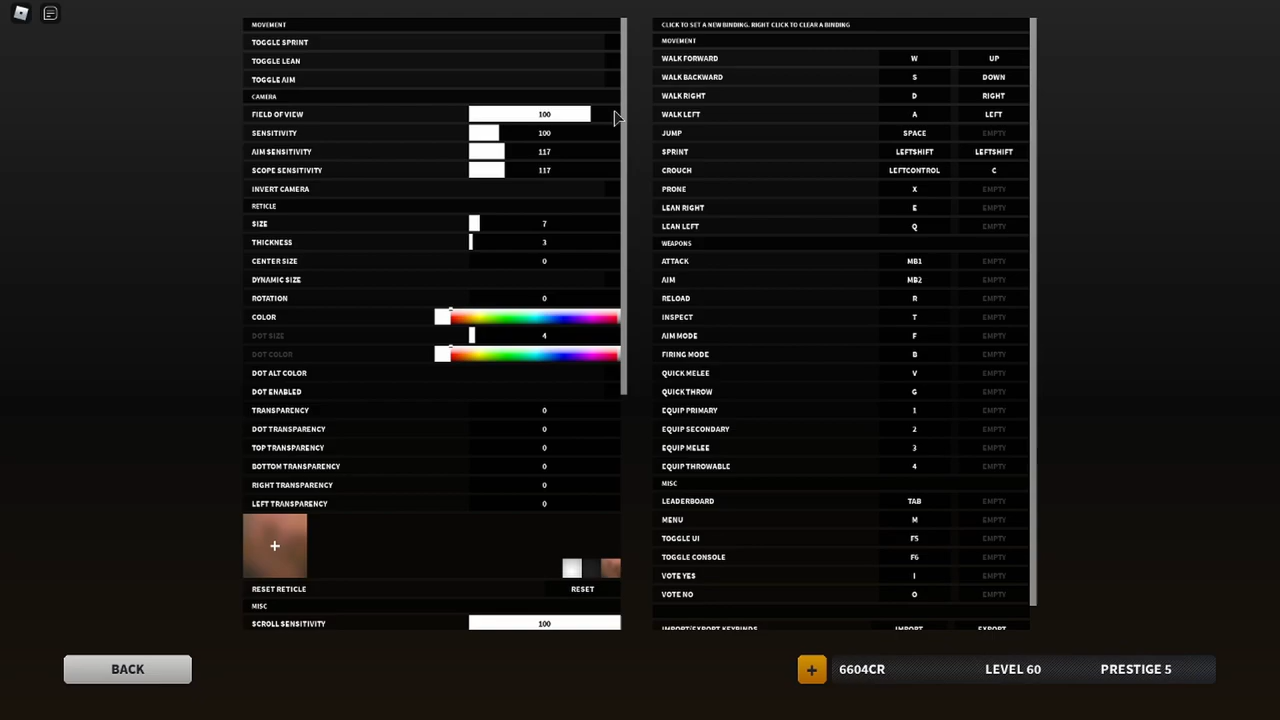 MOVEMENT
TOGGLE SPRINT
TOGGLE LEAN
TOGGLE AIM
CAMERA
FIELD OF VIEW 100
SENSITIVITY 100
AIM SENSITIVITY 117
SCOPE SENSITIVITY 117
INVERT CAMERA
RETICLE
SIZE 7
THICKNESS 3
CENTER SIZE 0
DYNAMIC SIZE
ROTATION 0
COLOR
DOT SIZE 4
DOT COLOR
DOT ALT COLOR
DOT ENABLED
TRANSPARENCY 0
DOT TRANSPARENCY 0
TOP TRANSPARENCY 0
BOTTOM TRANSPARENCY 0
RIGHT TRANSPARENCY 0
LEFT TRANSPARENCY 0
RESET RETICLE RESET
MISC
SCROLL SENSITIVITY 100
CLICK TO SET A NEW BINDING. RIGHT CLICK TO CLEAR A BINDING
MOVEMENT
WALK FORWARD W UP
WALK BACKWARD S DOWN
WALK RIGHT D RIGHT
WALK LEFT A LEFT
JUMP SPACE EMPTY
SPRINT LEFTSHIFT LEFTSHIFT
CROUCH LEFTCONTROL C
PRONE X EMPTY
LEAN RIGHT E EMPTY
LEAN LEFT Q EMPTY
WEAPONS
ATTACK MB1 EMPTY
AIM MB2 EMPTY
RELOAD R EMPTY
INSPECT T EMPTY
AIM MODE F EMPTY
FIRING MODE B EMPTY
QUICK MELEE V EMPTY
QUICK THROW G EMPTY
EQUIP PRIMARY 1 EMPTY
EQUIP SECONDARY 2 EMPTY
EQUIP MELEE 3 EMPTY
EQUIP THROWABLE 4 EMPTY
MISC
LEADERBOARD TAB EMPTY
MENU M EMPTY
TOGGLE UI F5 EMPTY
TOGGLE CONSOLE F6 EMPTY
VOTE YES I EMPTY
VOTE NO O EMPTY
IMPORT/EXPORT KEYBINDS IMPORT EXPORT
BACK
+ 6604CR LEVEL 60 PRESTIGE 5